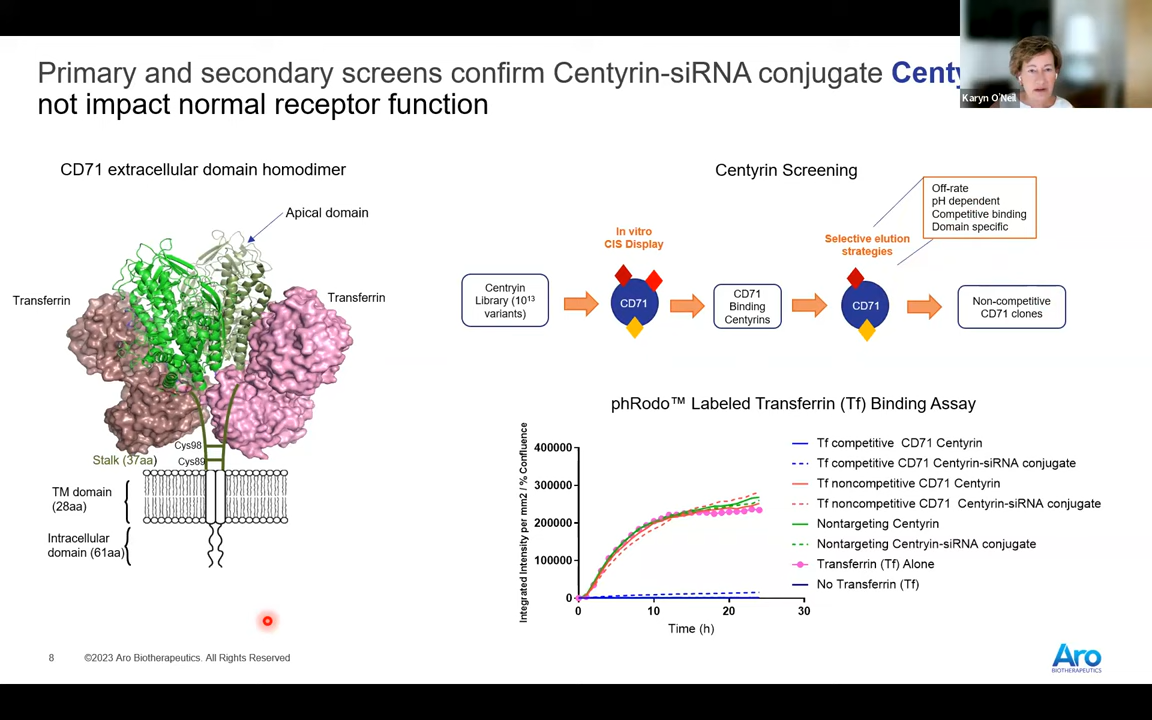 Primary and secondary screens confirm Centyrin-siRNA conjugate
not impact normal receptor function
Karyn O'Neil
CD71 extracellular domain homodimer
Apical domain
Transferrin
Transferrin
Cys98
Cys89
Stalk (37aa)
TM domain
(28aa)
Intracellular
domain (61aa)
Centyrin Screening
Off-rate
pH dependent
Competitive binding
Domain specific
In vitro
CIS Display
Selective elution
strategies
Centryin
Library (10¹³
variants)
CD71
CD71
Binding
Centyrins
CD71
Non-competitive
CD71 clones
phRodo™ Labeled Transferrin (Tf) Binding Assay
Integrated Intensity per mm2 / % Confluence
400000
300000
200000
100000
0
0
10
20
30
Time (h)
Tf competitive CD71 Centyrin
Tf competitive CD71 Centyrin-siRNA conjugate
Tf noncompetitive CD71 Centyrin
Tf noncompetitive CD71 Centyrin-siRNA conjugate
Nontargeting Centyrin
Nontargeting Centryin-siRNA conjugate
Transferrin (Tf) Alone
No Transferrin (Tf)
8
©2023 Aro Biotherapeutics. All Rights Reserved
Aro
BIOTHERAPEUTICS